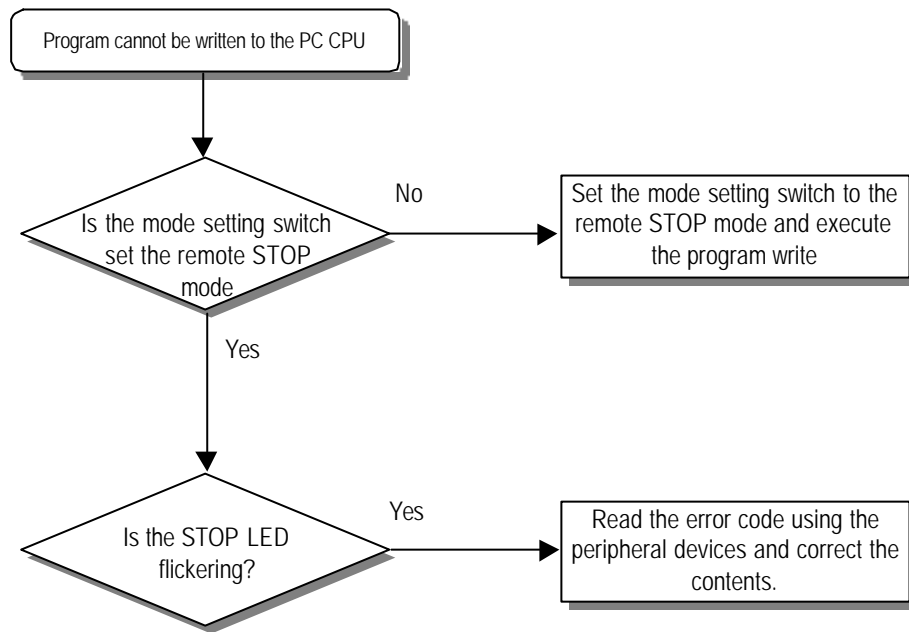 Program cannot be written to the PC CPU
Is the mode setting switch
set the remote STOP
mode
No
Set the mode setting switch to the
remote STOP mode and execute
the program write
Yes
Is the STOP LED
flickering?
Yes
Read the error code using the
peripheral devices and correct the
contents.